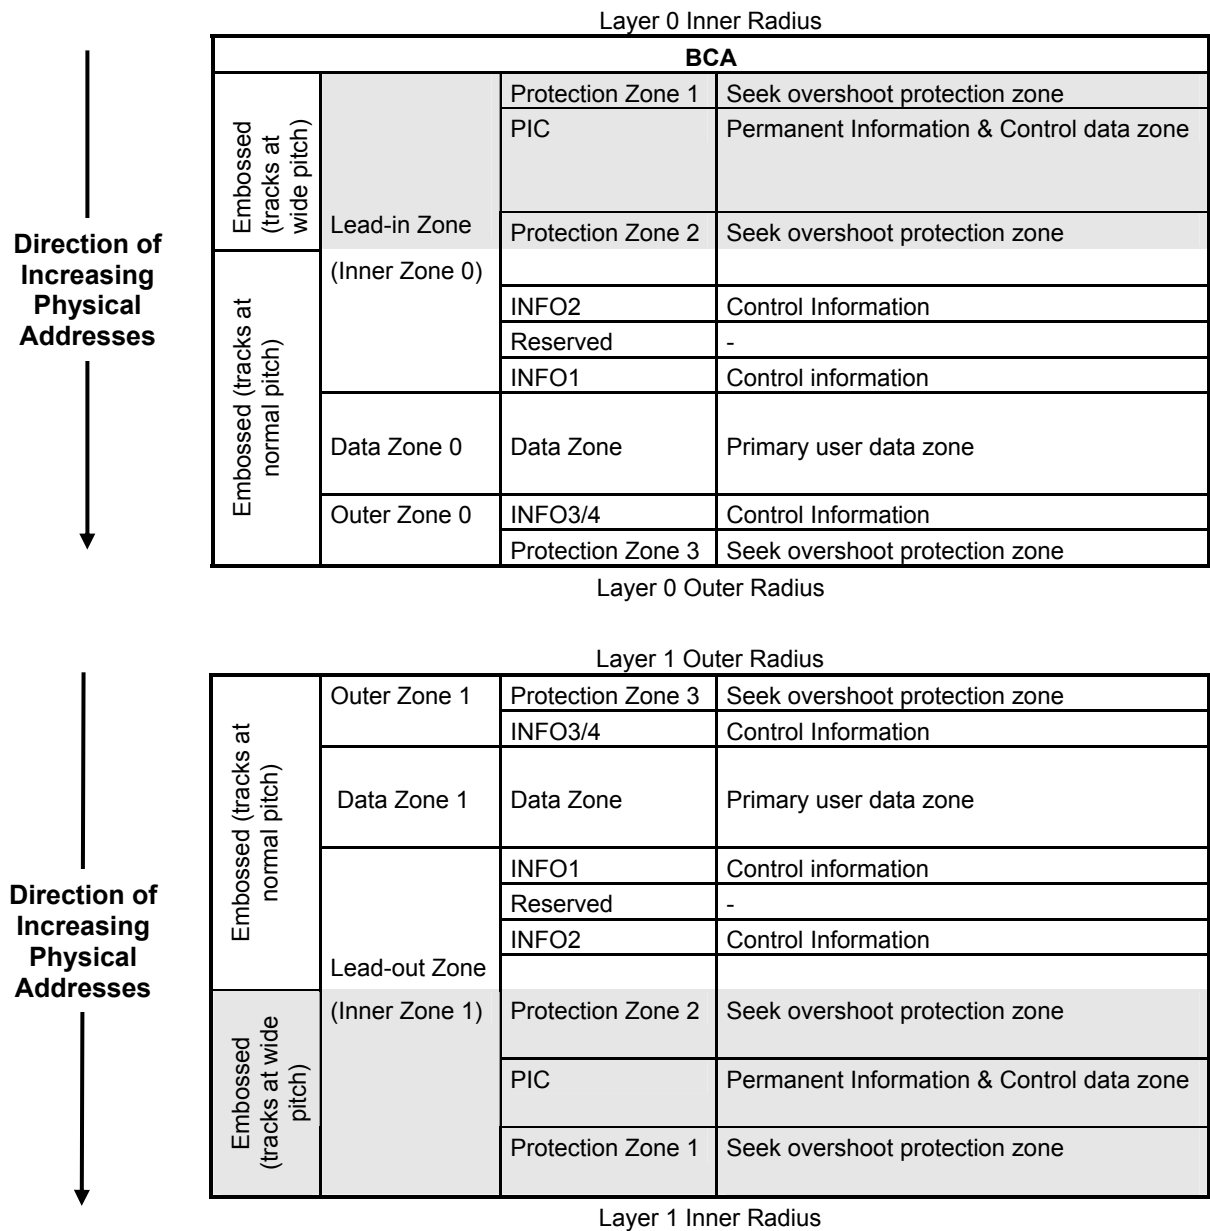 Layer 0 Inner Radius
BCA
Direction of
Increasing
Physical
Addresses
Embossed
(tracks at
wide pitch)
Lead-in Zone
(Inner Zone 0)
Protection Zone 1 Seek overshoot protection zone
PIC Permanent Information & Control data zone
Protection Zone 2 Seek overshoot protection zone
Embossed (tracks at
normal pitch)
INFO2 Control Information
Reserved -
INFO1 Control information
Data Zone 0 Data Zone Primary user data zone
Outer Zone 0 INFO3/4 Control Information
Protection Zone 3 Seek overshoot protection zone
Layer 0 Outer Radius
Layer 1 Outer Radius
Direction of
Increasing
Physical
Addresses
Embossed (tracks at
normal pitch)
Outer Zone 1 Protection Zone 3 Seek overshoot protection zone
INFO3/4 Control Information
Data Zone 1 Data Zone Primary user data zone
INFO1 Control information
Reserved -
INFO2 Control Information
Lead-out Zone
(Inner Zone 1)
Embossed
(tracks at wide
pitch)
Protection Zone 2 Seek overshoot protection zone
PIC Permanent Information & Control data zone
Protection Zone 1 Seek overshoot protection zone
Layer 1 Inner Radius